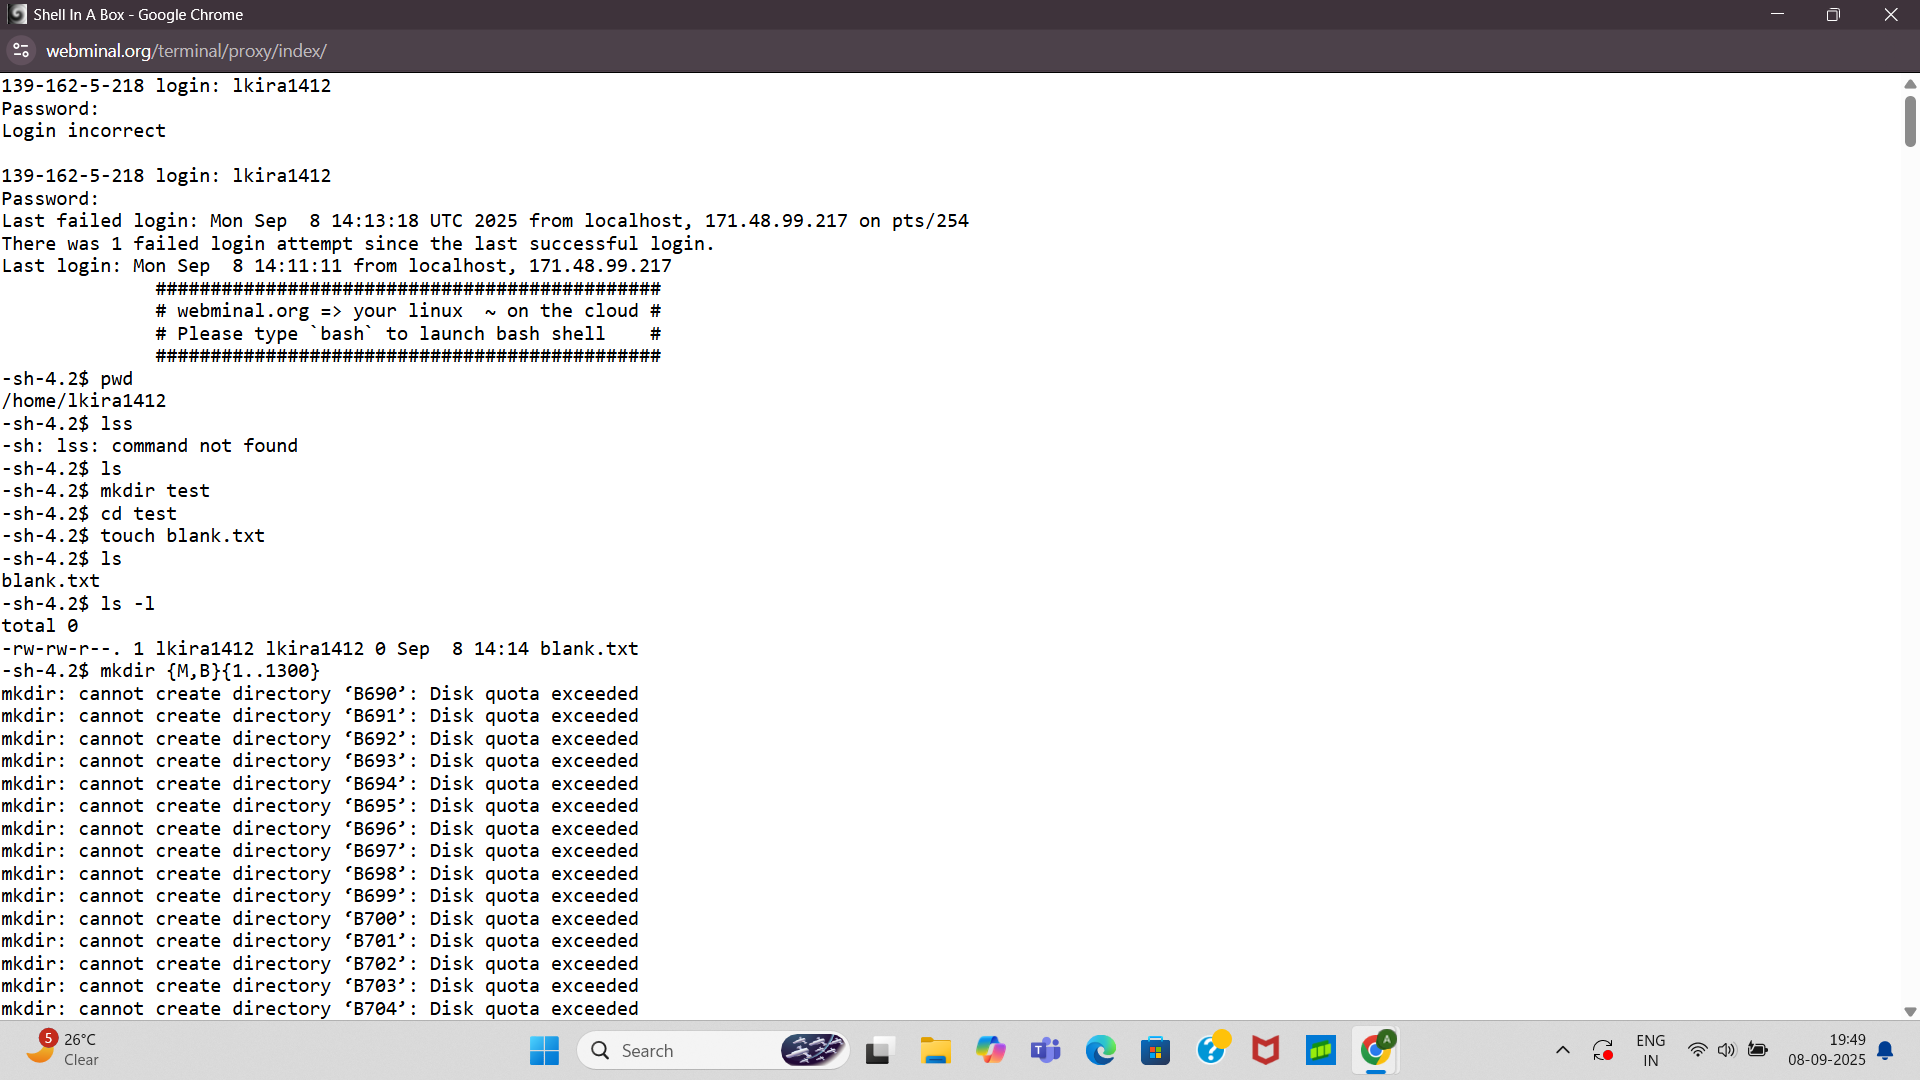 Shell In A Box - Google Chrome
webminal.org/terminal/proxy/index/
139-162-5-218 login: lkira1412
Password:
Login incorrect
139-162-5-218 login: lkira1412
Password:
Last failed login: Mon Sep  8 14:13:18 UTC 2025 from localhost, 171.48.99.217 on pts/254
There was 1 failed login attempt since the last successful login.
Last login: Mon Sep  8 14:11:11 from localhost, 171.48.99.217
##############################################
# webminal.org => your linux  ~ on the cloud #
# Please type `bash` to launch bash shell    #
##############################################
-sh-4.2$ pwd
/home/lkira1412
-sh-4.2$ lss
-sh: lss: command not found
-sh-4.2$ ls
-sh-4.2$ mkdir test
-sh-4.2$ cd test
-sh-4.2$ touch blank.txt
-sh-4.2$ ls
blank.txt
-sh-4.2$ ls -l
total 0
-rw-rw-r--. 1 lkira1412 lkira1412 0 Sep  8 14:14 blank.txt
-sh-4.2$ mkdir {M,B}{1..1300}
mkdir: cannot create directory ‘B690’: Disk quota exceeded
mkdir: cannot create directory ‘B691’: Disk quota exceeded
mkdir: cannot create directory ‘B692’: Disk quota exceeded
mkdir: cannot create directory ‘B693’: Disk quota exceeded
mkdir: cannot create directory ‘B694’: Disk quota exceeded
mkdir: cannot create directory ‘B695’: Disk quota exceeded
mkdir: cannot create directory ‘B696’: Disk quota exceeded
mkdir: cannot create directory ‘B697’: Disk quota exceeded
mkdir: cannot create directory ‘B698’: Disk quota exceeded
mkdir: cannot create directory ‘B699’: Disk quota exceeded
mkdir: cannot create directory ‘B700’: Disk quota exceeded
mkdir: cannot create directory ‘B701’: Disk quota exceeded
mkdir: cannot create directory ‘B702’: Disk quota exceeded
mkdir: cannot create directory ‘B703’: Disk quota exceeded
mkdir: cannot create directory ‘B704’: Disk quota exceeded
5
26°C
Clear
Search
A
ENG
IN
19:49
08-09-2025